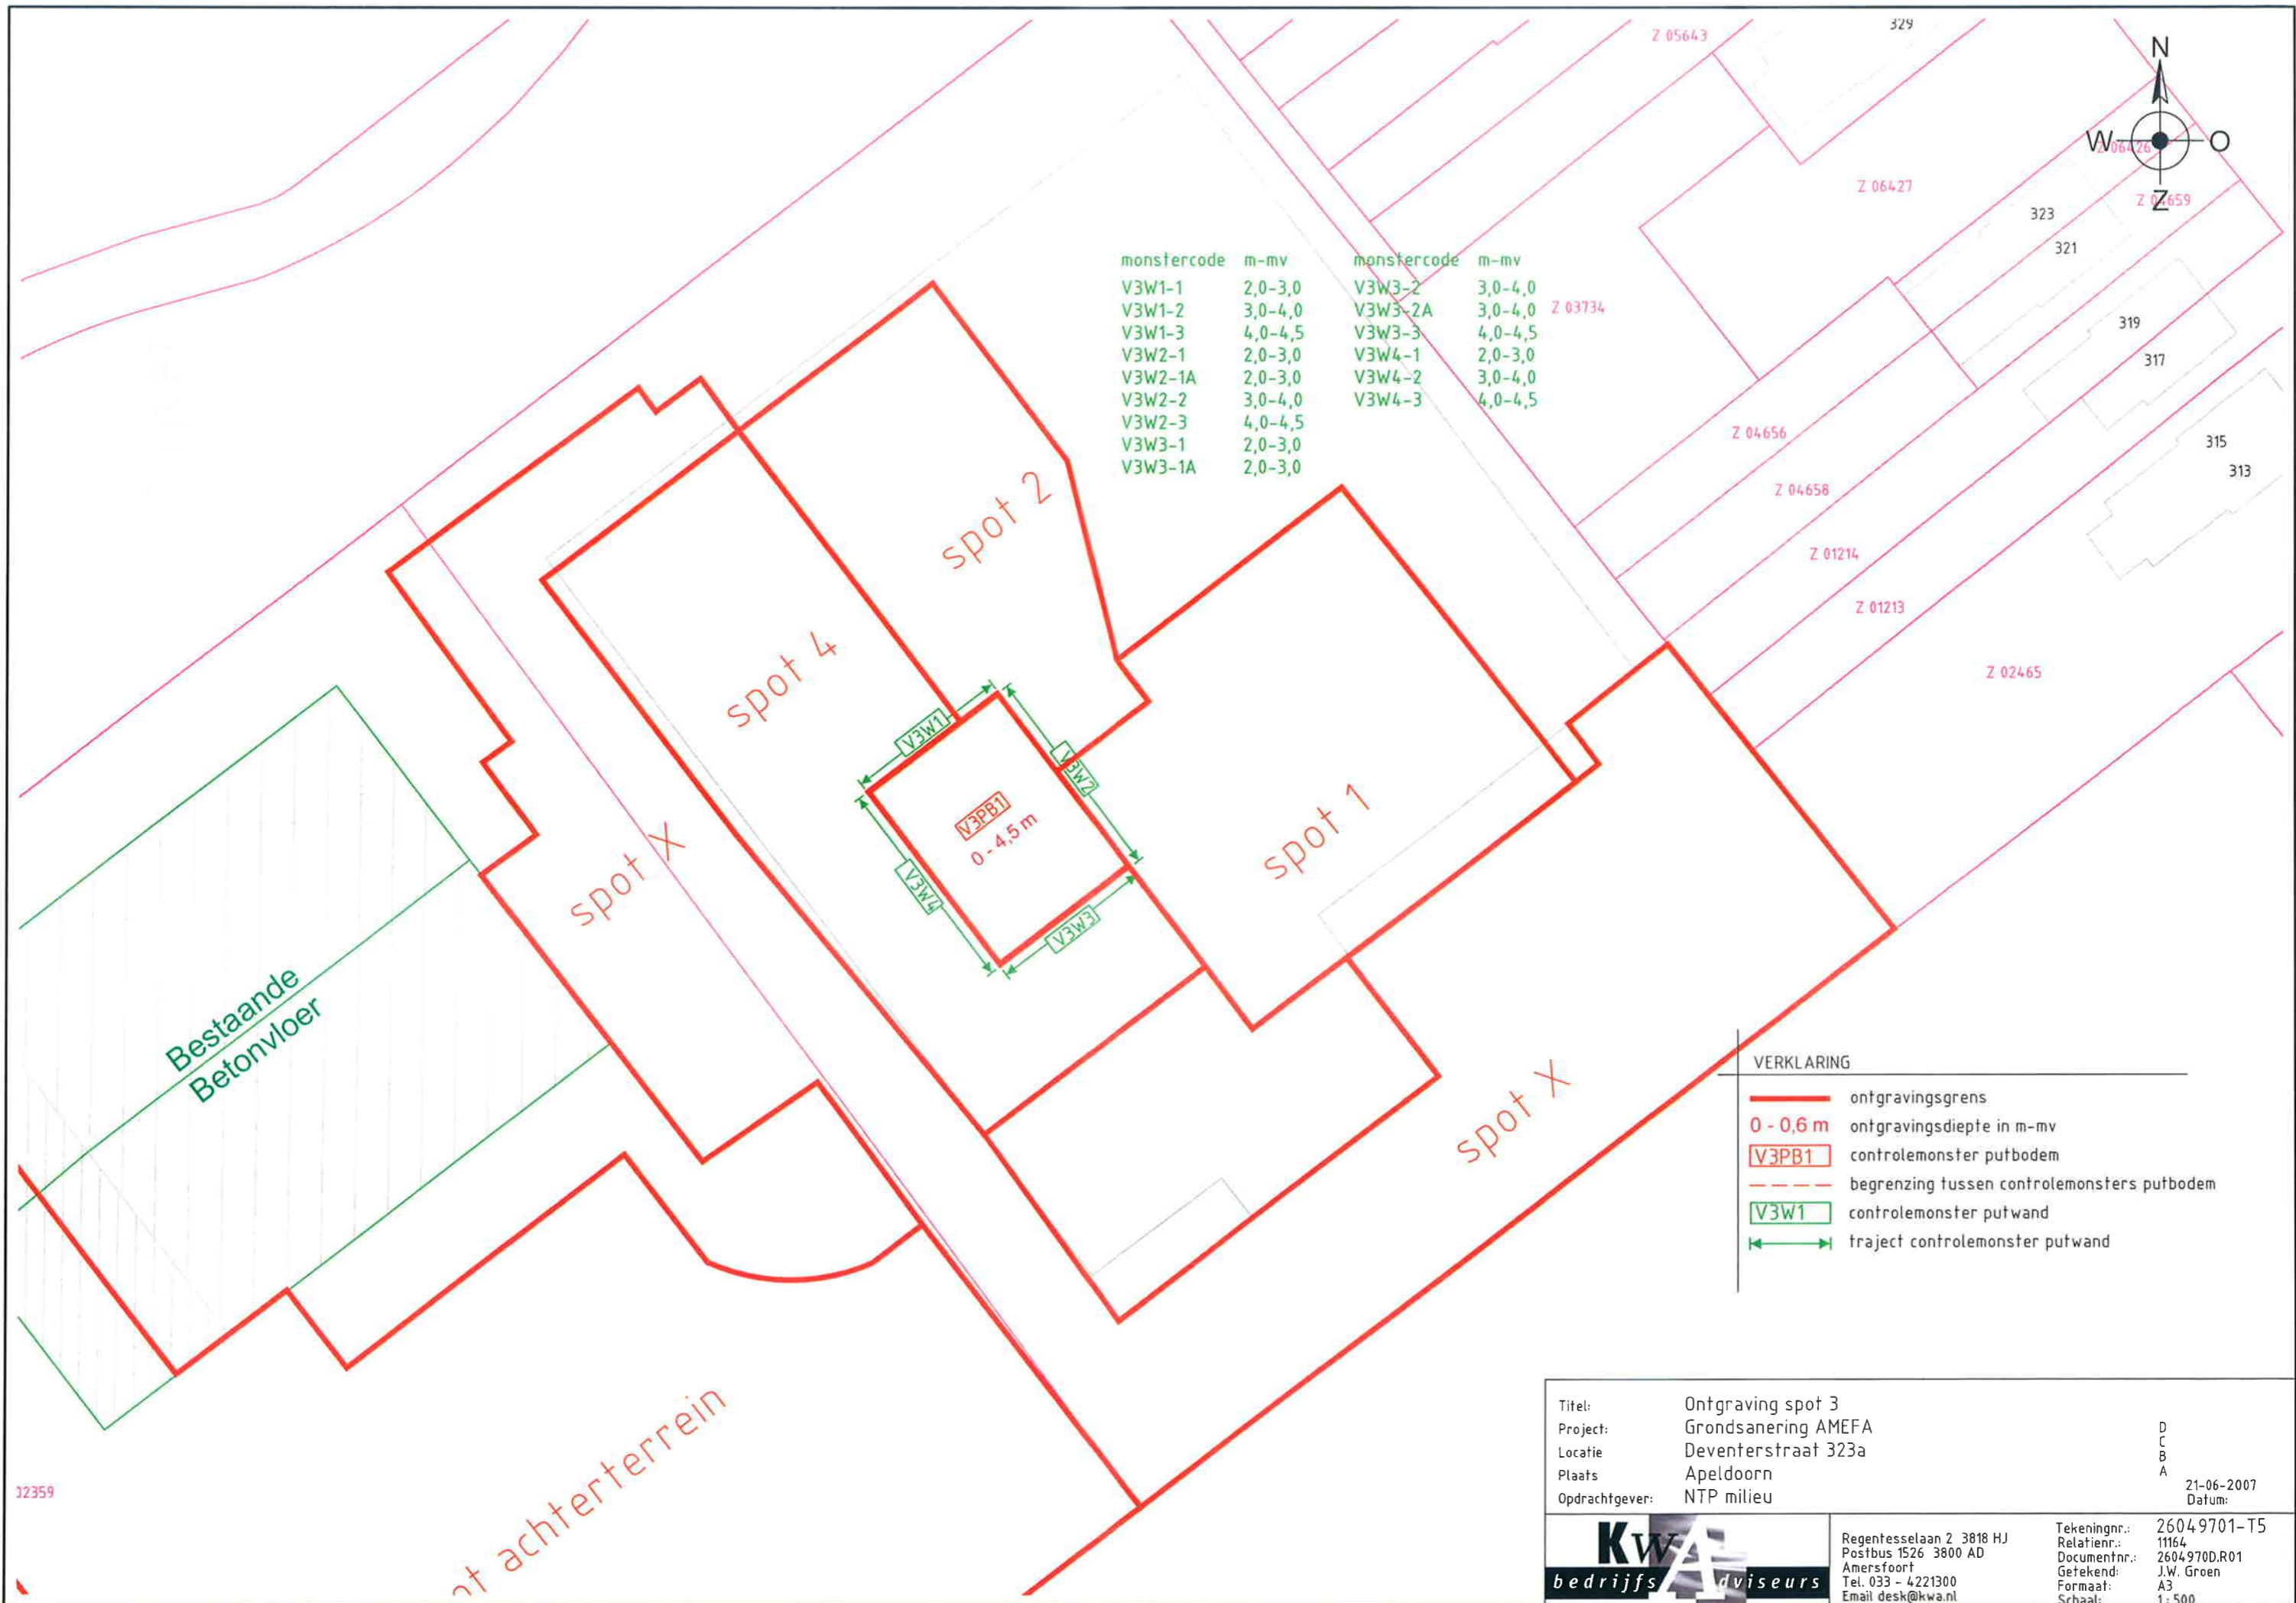 329
Z 05643
N
W
O
Z
Z 06426
Z 06427
Z 04659
323
321
monstercode m-mv monstercode m-mv
V3W1-1 2,0-3,0 V3W3-2 3,0-4,0
V3W1-2 3,0-4,0 V3W3-2A 3,0-4,0
V3W1-3 4,0-4,5 V3W3-3 4,0-4,5
V3W2-1 2,0-3,0 V3W4-1 2,0-3,0
V3W2-1A 2,0-3,0 V3W4-2 3,0-4,0
V3W2-2 3,0-4,0 V3W4-3 4,0-4,5
V3W2-3 4,0-4,5
V3W3-1 2,0-3,0
V3W3-1A 2,0-3,0
Z 03734
319
317
315
313
Z 04656
Z 04658
Z 01214
Z 01213
Z 02465
spot 2
spot 4
V3W1
V3W2
V3PB1
0 - 4,5 m
V3W4
V3W3
spot 1
spot X
Bestaande
Betonvloer
spot X
VERKLARING
ontgravingsgrens
0 - 0,6 m ontgravingsdiepte in m-mv
V3PB1 controlemonster putbodem
begrenzing tussen controlemonsters putbodem
V3W1 controlemonster putwand
traject controlemonster putwand
02359
ot achterterrein
Titel: Ontgraving spot 3
Project: Grondsanering AMEFA
Locatie Deventerstraat 323a
Plaats Apeldoorn
Opdrachtgever: NTP milieu
D
C
B
A
21-06-2007
Datum:
KWA
bedrijfs Adviseurs
Regentesselaan 2 3818 HJ
Postbus 1526 3800 AD
Amersfoort
Tel. 033 - 4221300
Email desk@kwa.nl
Tekeningnr.: 26049701-T5
Relatienr.: 11164
Documentnr.: 2604970D.R01
Getekend: J.W. Groen
Formaat: A3
Schaal: 1: 500